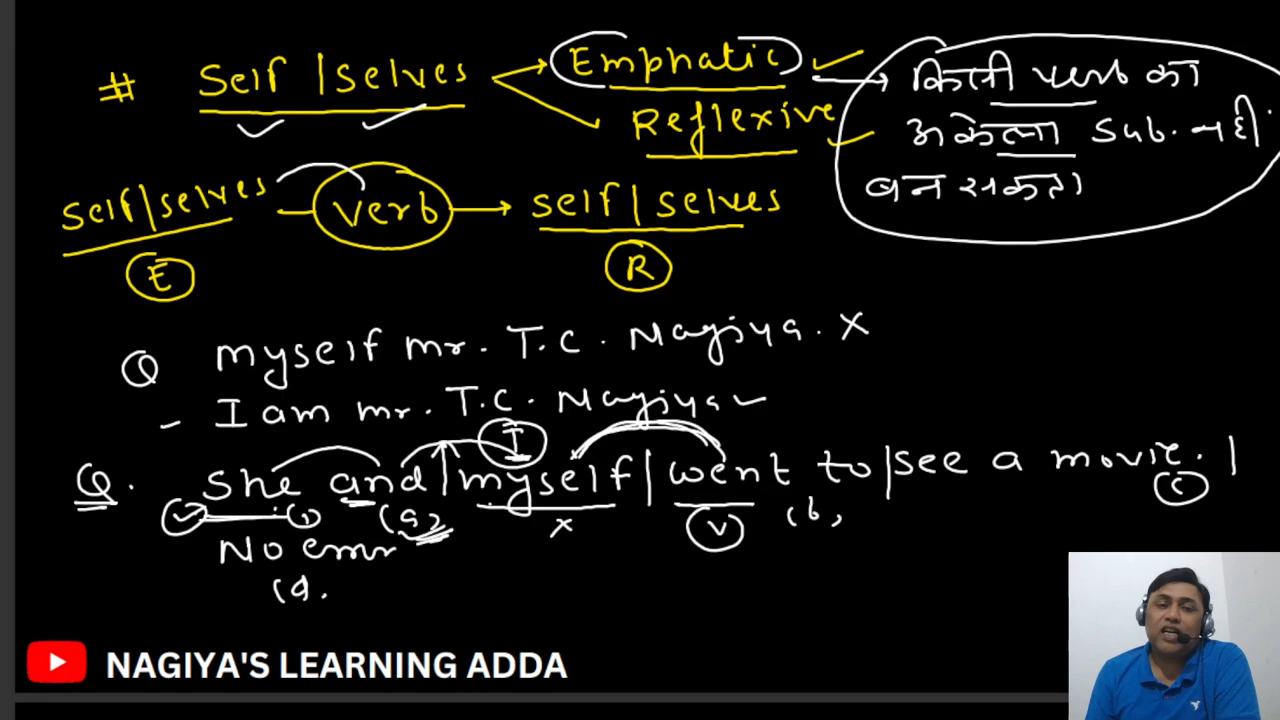 # Self | Selves → Emphatic
Reflexive
→ किसी verb का
अकेला Sub. नही
बन सकता
self/selves - verb → self | selves
E R
Q myself mr. T.C. Nagiya. X
- I am mr. T.C. Nagiya
I
Q. She and | myself | went to | see a movie. |
(a) X V (b) (c)
No error
(d)
NAGIYA'S LEARNING ADDA